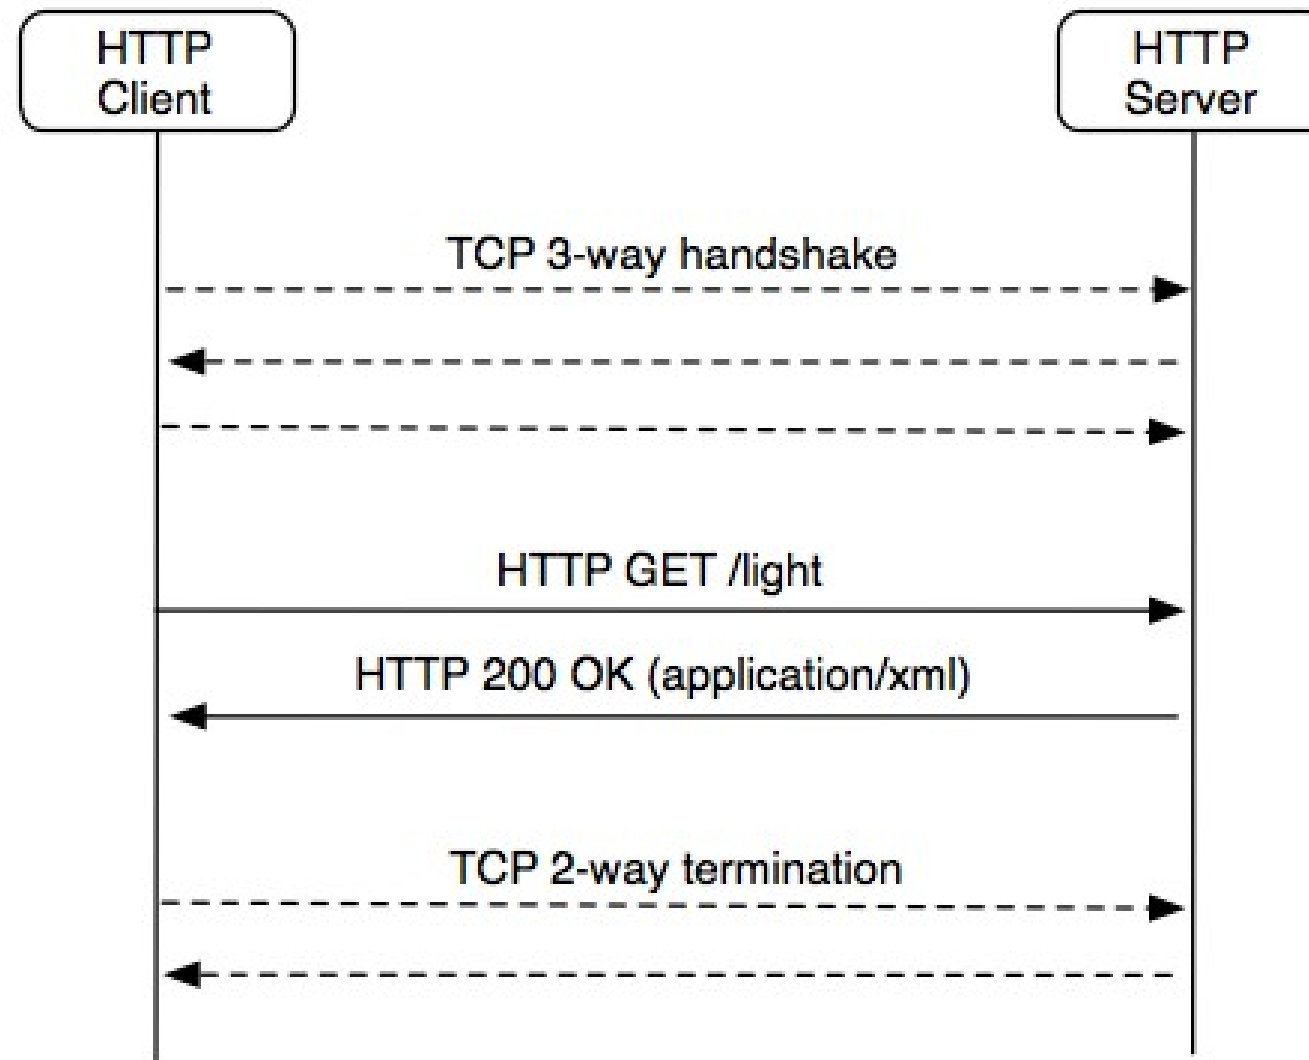 HTTP
Client
HTTP
Server
TCP 3-way handshake
HTTP GET /light
HTTP 200 OK (application/xml)
TCP 2-way termination